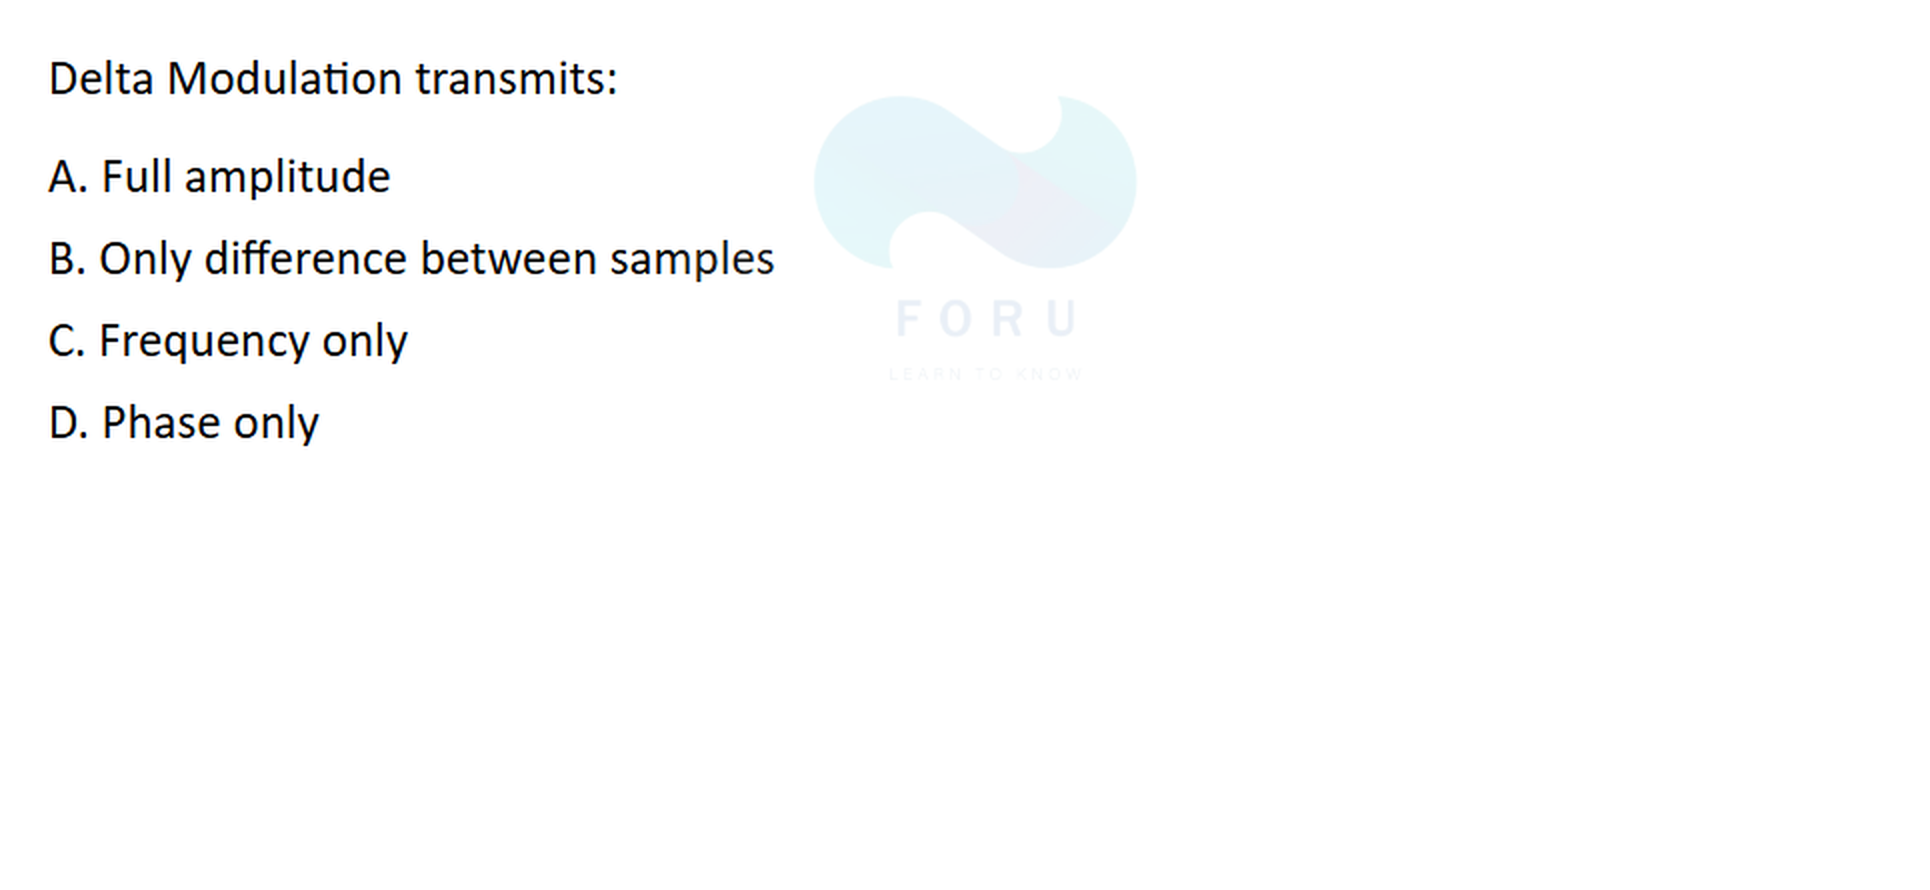 Delta Modulation transmits:
A. Full amplitude
B. Only difference between samples
C. Frequency only
D. Phase only
FORU
LEARN TO KNOW